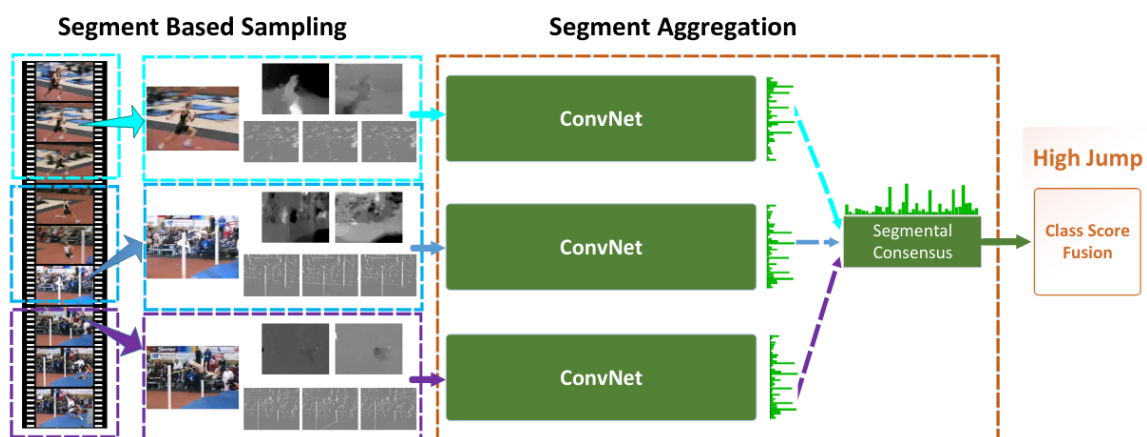 Segment Based Sampling
Segment Aggregation
ConvNet
ConvNet
ConvNet
Segmental
Consensus
High Jump
Class Score
Fusion